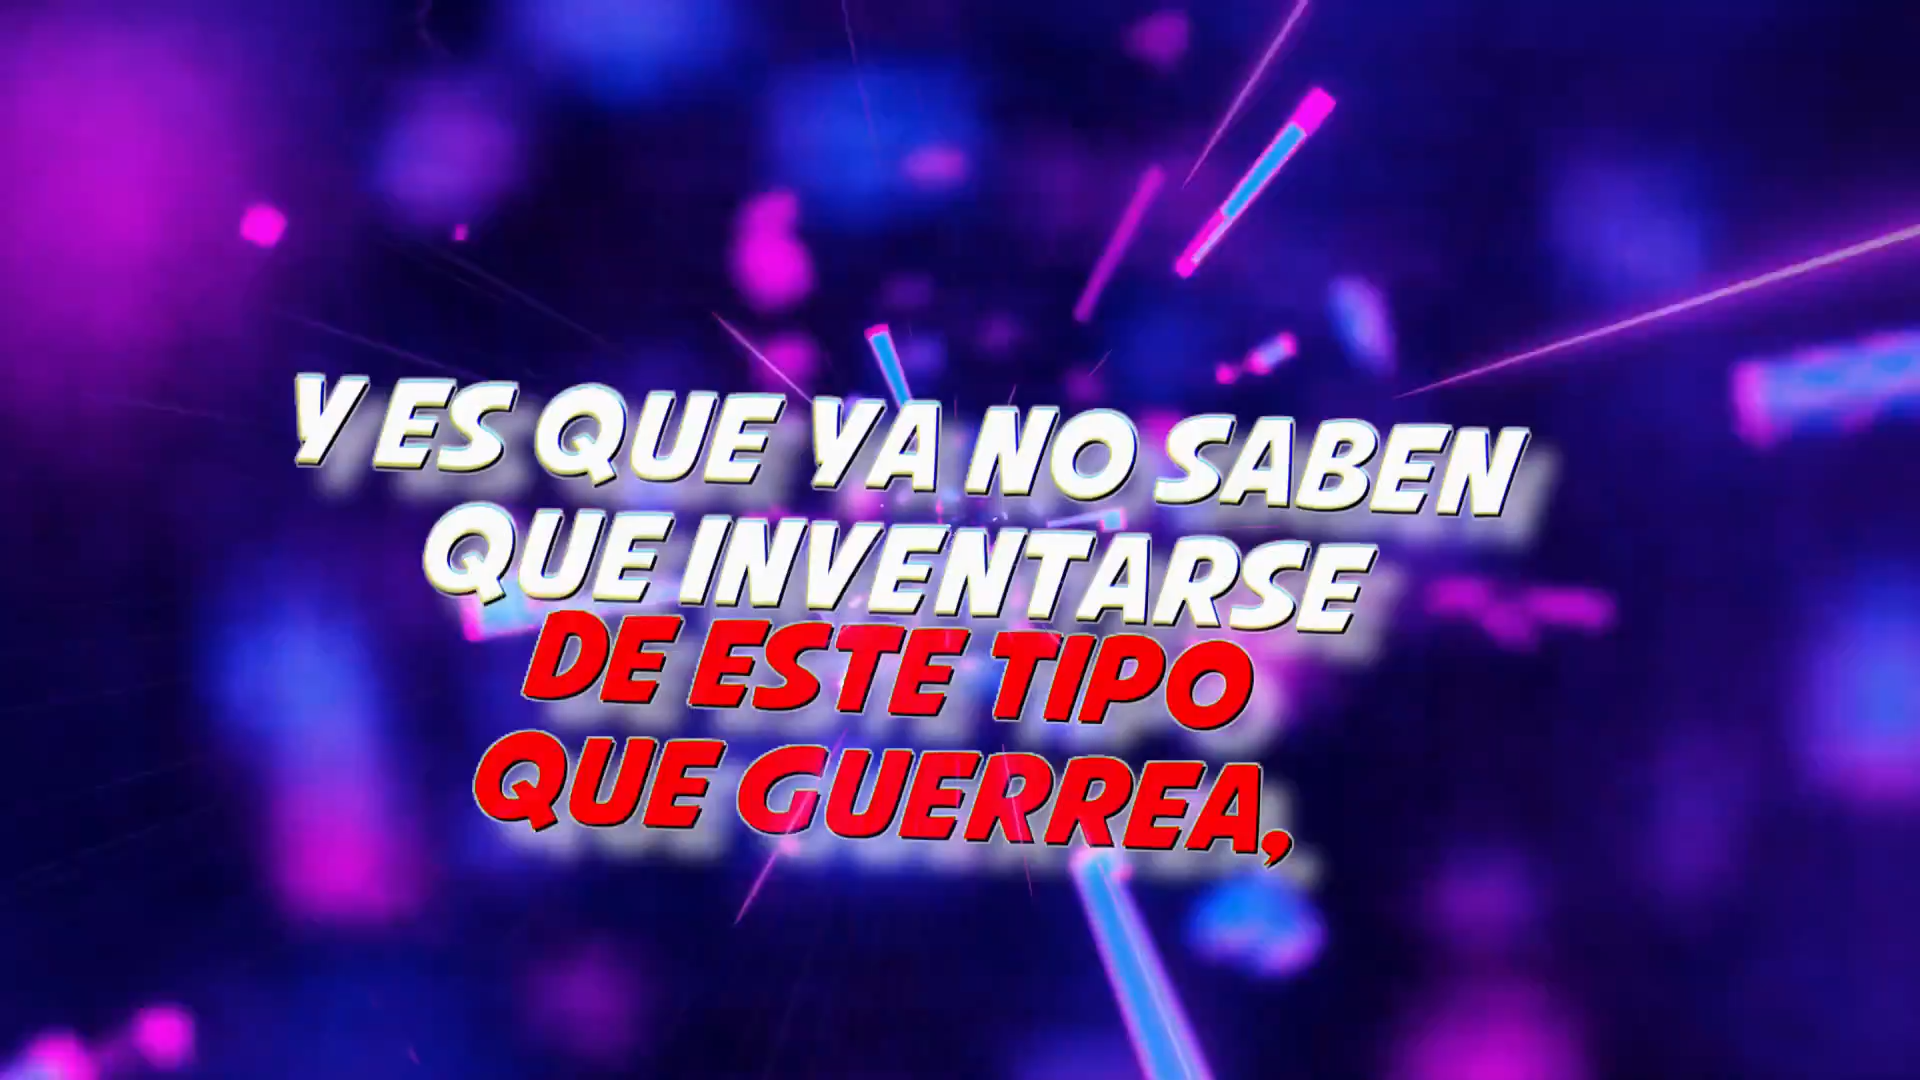 Y ES QUE YA NO SABEN
QUE INVENTARSE
DE ESTE TIPO
QUE GUERREA,